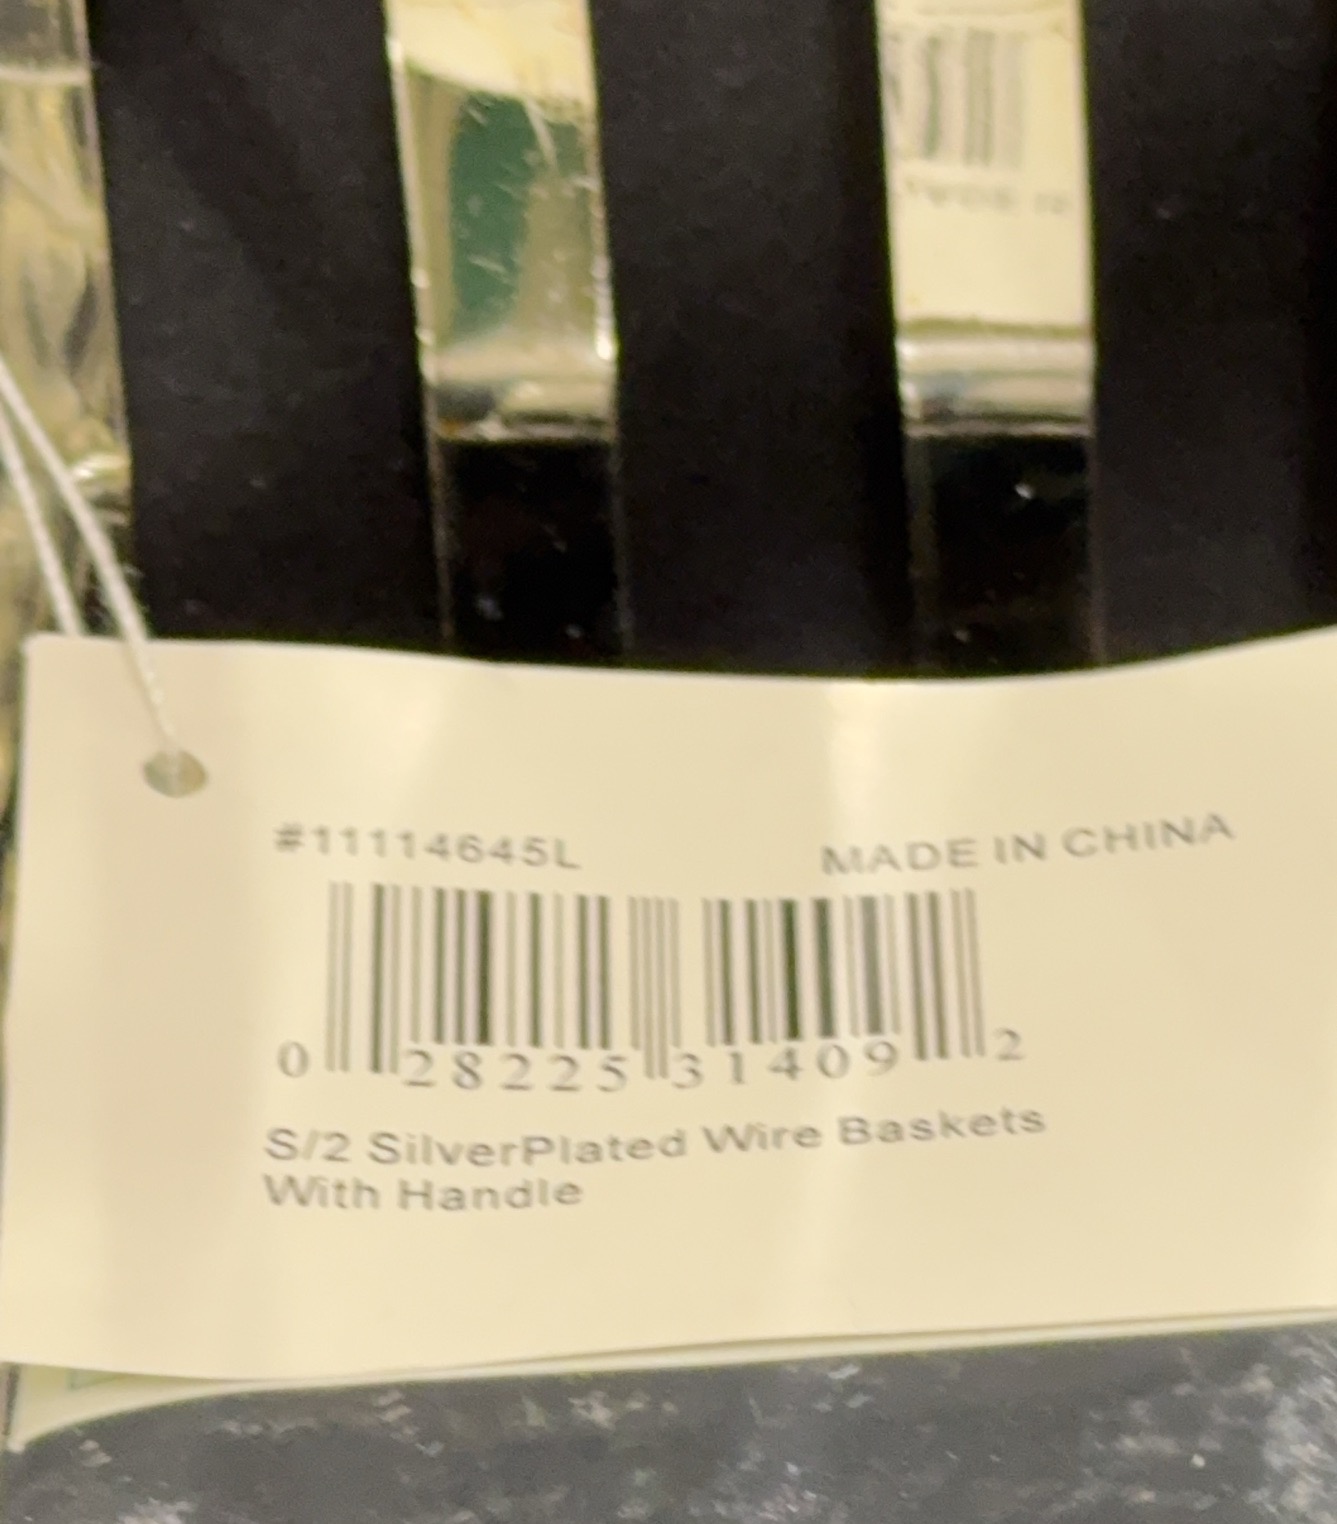 #11114645L MADE IN CHINA
0 28225 31409 2
S/2 SilverPlated Wire Baskets
With Handle